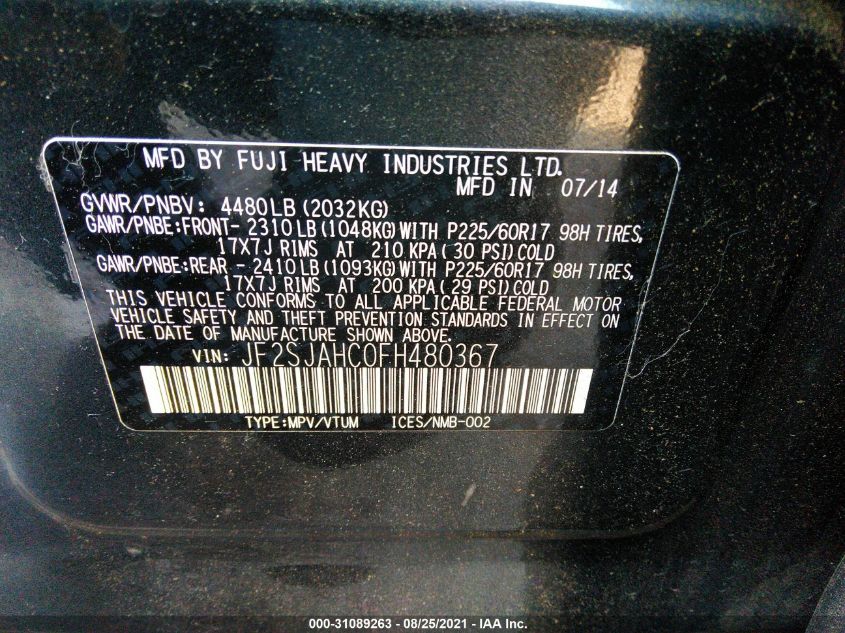 MFD BY FUJI HEAVY INDUSTRIES LTD.
MFD IN 07/14
GVWR/PNBV: 4480LB (2032KG)
GAWR/PNBE:FRONT- 2310 LB (1048KG) WITH P225/60R17 98H TIRES,
17X7J RIMS AT 210 KPA (30 PSI) COLD
GAWR/PNBE:REAR - 2410 LB (1093KG) WITH P225/60R17 98H TIRES,
17X7J RIMS AT 200 KPA (29 PSI) COLD
THIS VEHICLE CONFORMS TO ALL APPLICABLE FEDERAL MOTOR
VEHICLE SAFETY AND THEFT PREVENTION STANDARDS IN EFFECT ON
THE DATE OF MANUFACTURE SHOWN ABOVE.
VIN: JF2SJAHC0FH480367
TYPE:MPV/VTUM ICES/NMB-002
000-31089263 - 08/25/2021 - IAA Inc.